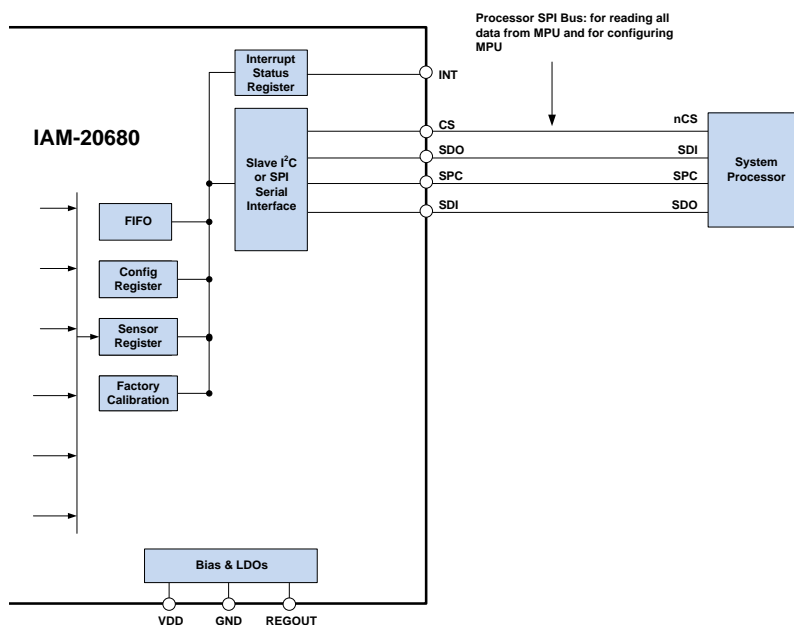 Processor SPI Bus: for reading all
data from MPU and for configuring
MPU
Interrupt
Status
Register
INT
IAM-20680
CS
nCS
Slave I²C
or SPI
Serial
Interface
SDO
SDI
System
Processor
SPC
SPC
SDI
SDO
FIFO
Config
Register
Sensor
Register
Factory
Calibration
Bias & LDOs
VDD
GND
REGOUT